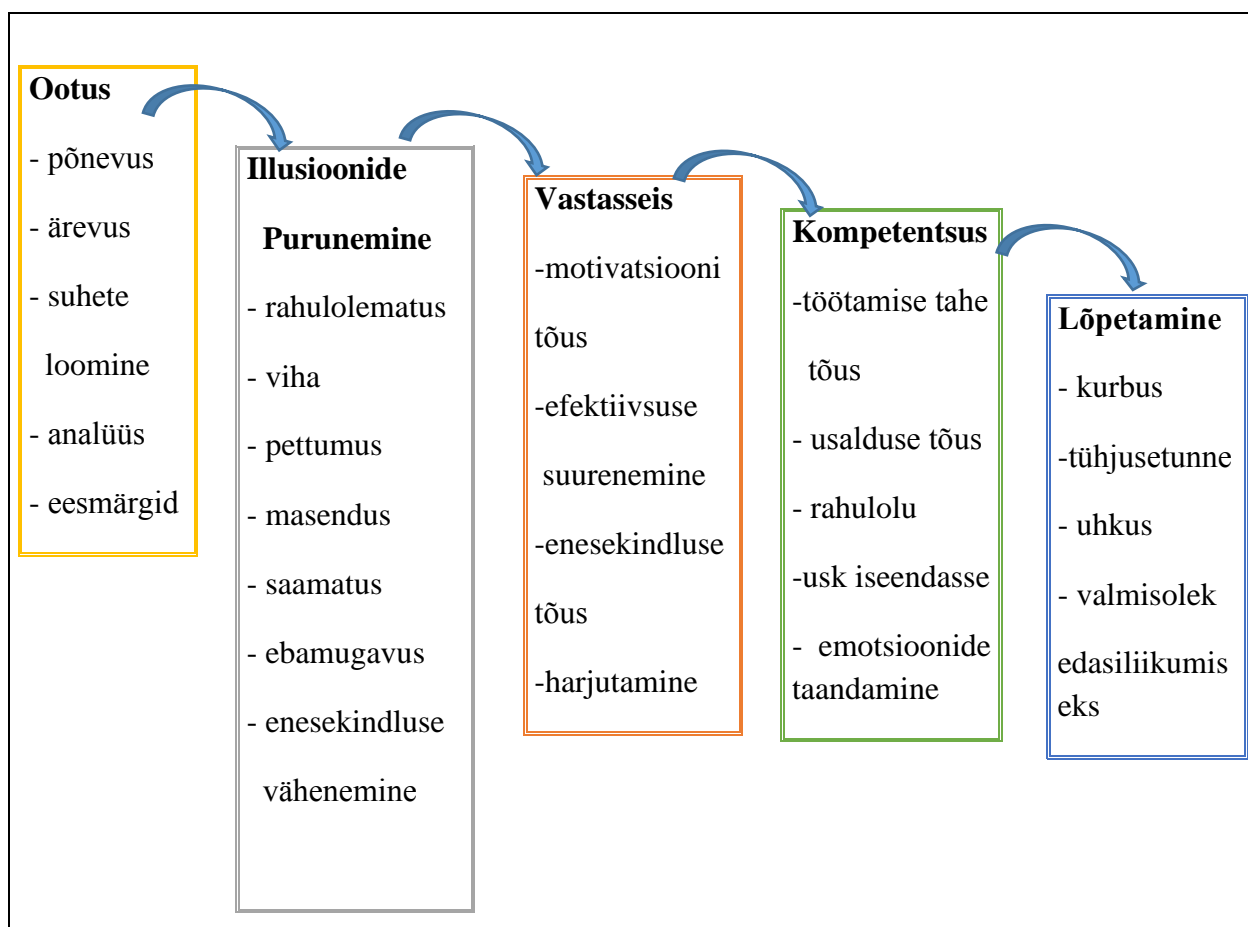 Ootus
- põnevus
- ärevus
- suhete
loomine
- analüüs
- eesmärgid
Illusioonide
Purunemine
- rahulolematus
- viha
- pettumus
- masendus
- saamatus
- ebamugavus
- enesekindluse
vähenemine
Vastasseis
-motivatsiooni
tõus
-efektiivsuse
suurenemine
-enesekindluse
tõus
-harjutamine
Kompetentsus
-töötamise tahe
tõus
- usalduse tõus
- rahulolu
-usk iseendasse
- emotsioonide
taandamine
Lõpetamine
- kurbus
-tühjusetunne
- uhkus
- valmisolek
edasiliikumis
eks